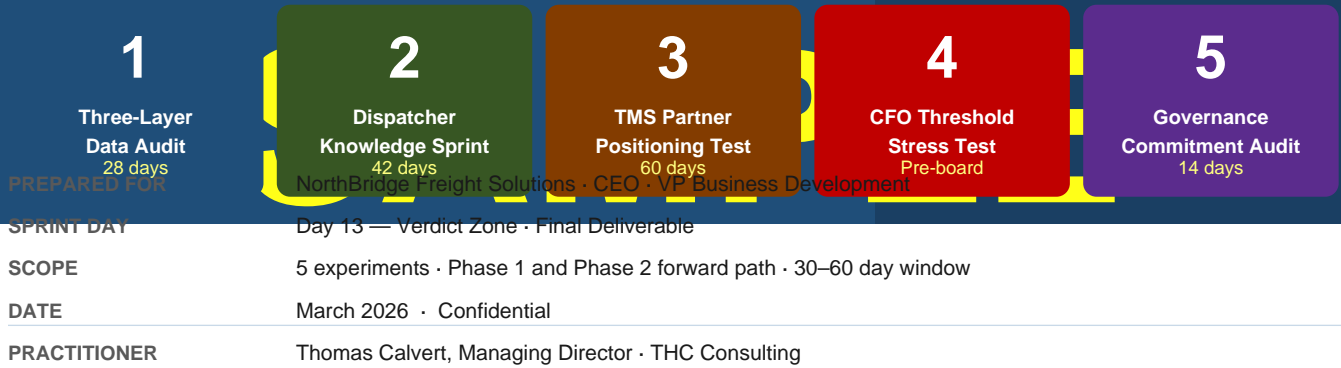 1
Three-Layer
Data Audit
28 days
2
Dispatcher
Knowledge Sprint
42 days
3
TMS Partner
Positioning Test
60 days
4
CFO Threshold
Stress Test
Pre-board
5
Governance
Commitment Audit
14 days
PREPARED FOR NorthBridge Freight Solutions · CEO · VP Business Development
SPRINT DAY Day 13 — Verdict Zone · Final Deliverable
SCOPE 5 experiments · Phase 1 and Phase 2 forward path · 30–60 day window
DATE March 2026 · Confidential
PRACTITIONER Thomas Calvert, Managing Director · THC Consulting